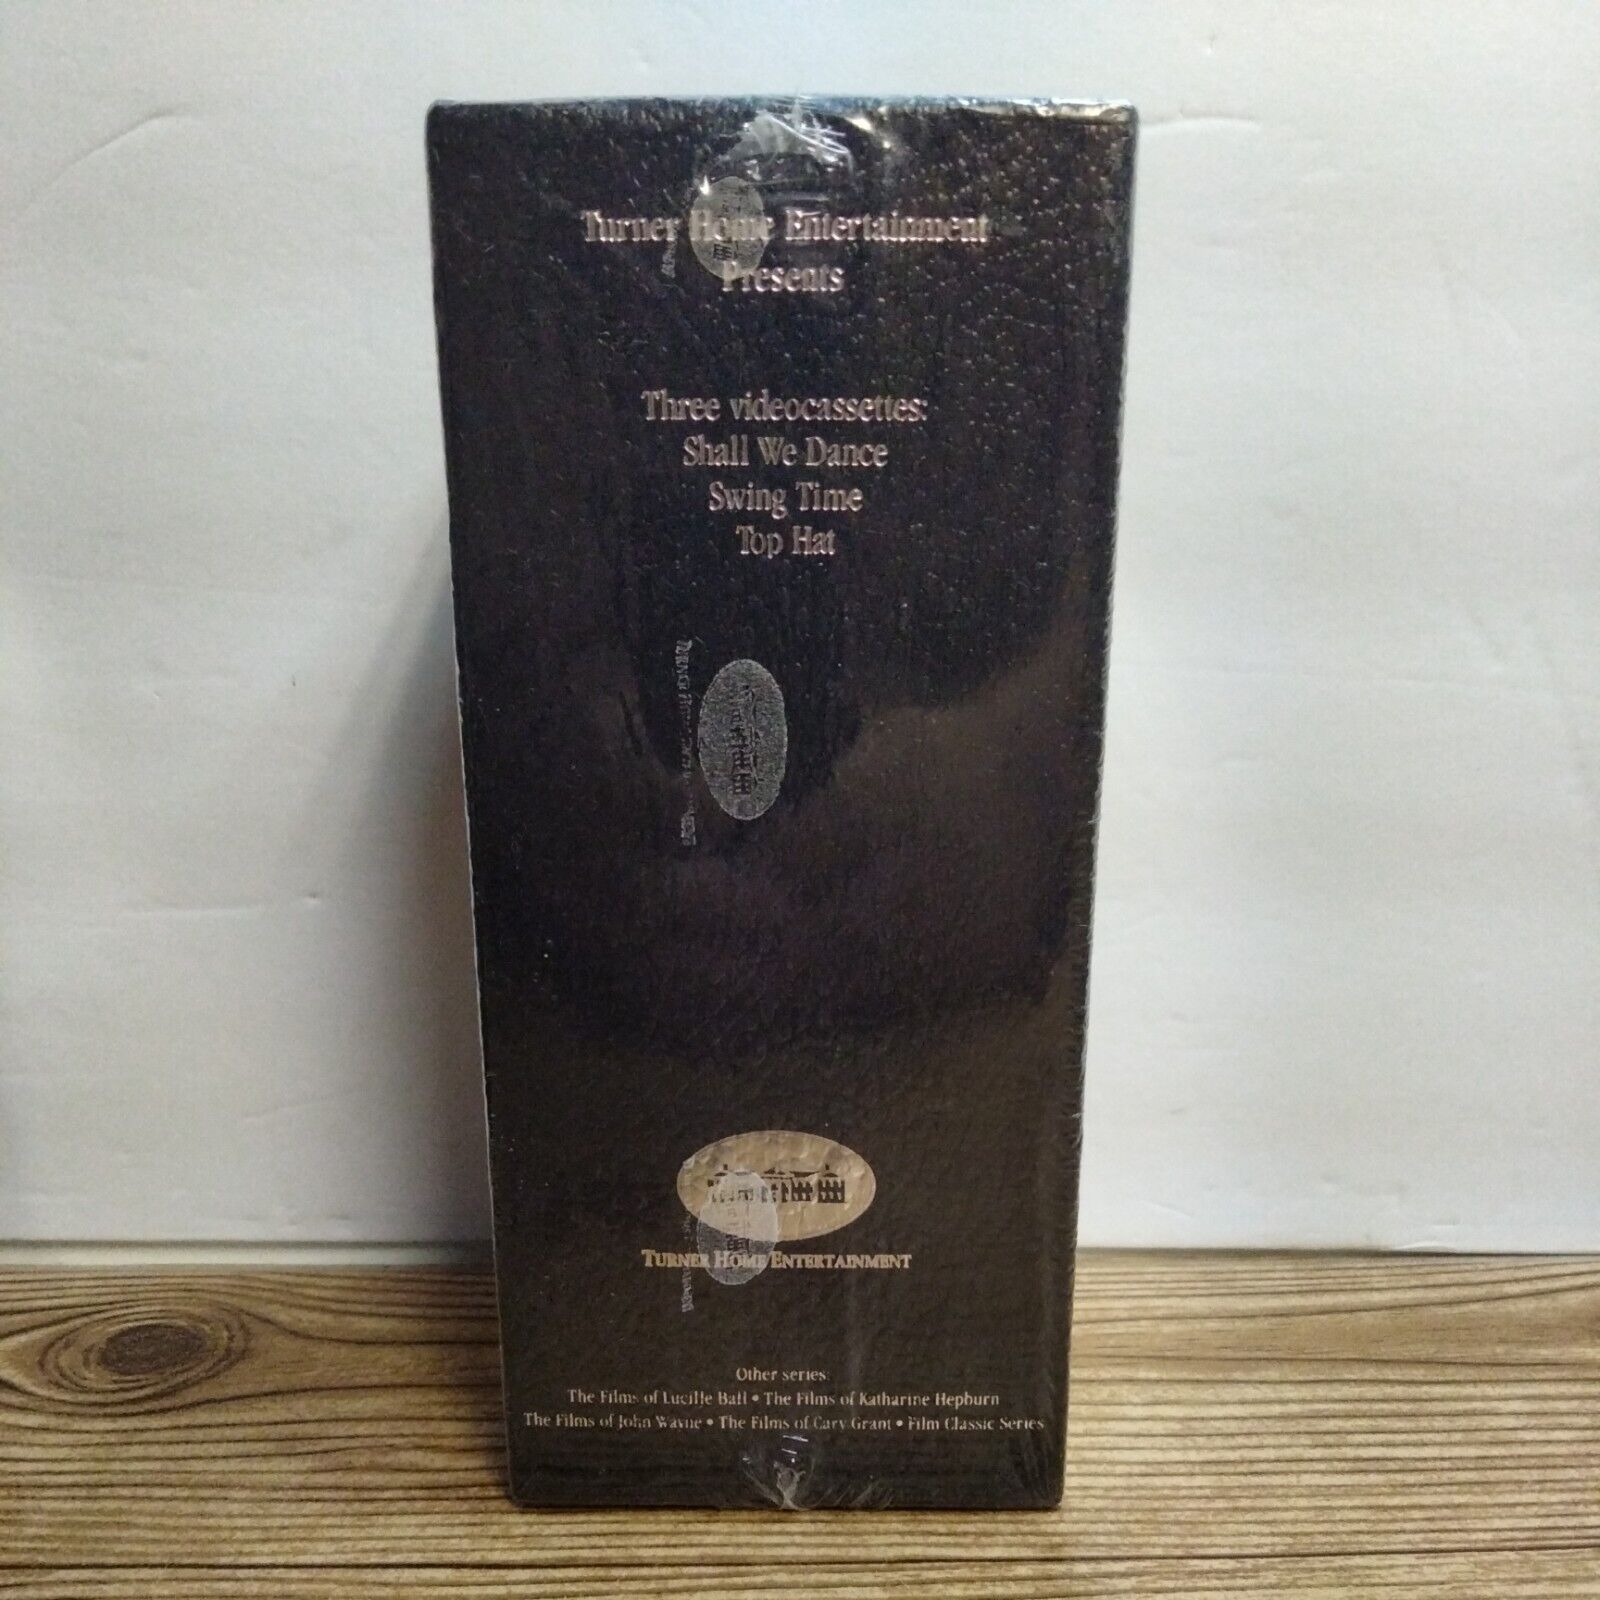 Turner Home Entertainment
Presents
Three videocassettes:
Shall We Dance
Swing Time
Top Hat
TURNER HOME ENTERTAINMENT
Other series:
The Films of Lucille Ball • The Films of Katharine Hepburn
The Films of John Wayne • The Films of Cary Grant • Film Classic Series